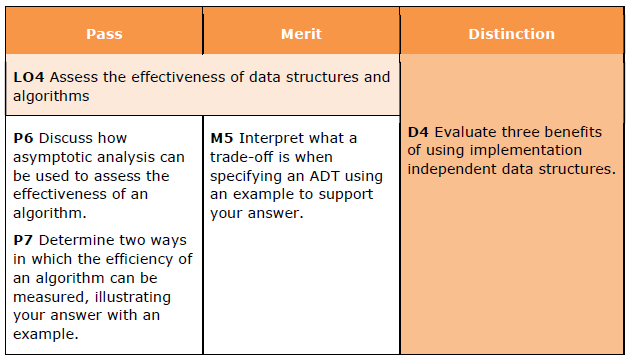 Pass
Merit
Distinction
LO4 Assess the effectiveness of data structures and
algorithms
P6 Discuss how
asymptotic analysis can
be used to assess the
effectiveness of an
algorithm.
P7 Determine two ways
in which the efficiency of
an algorithm can be
measured, illustrating
your answer with an
example.
M5 Interpret what a
trade-off is when
specifying an ADT using
an example to support
your answer.
D4 Evaluate three benefits
of using implementation
independent data structures.